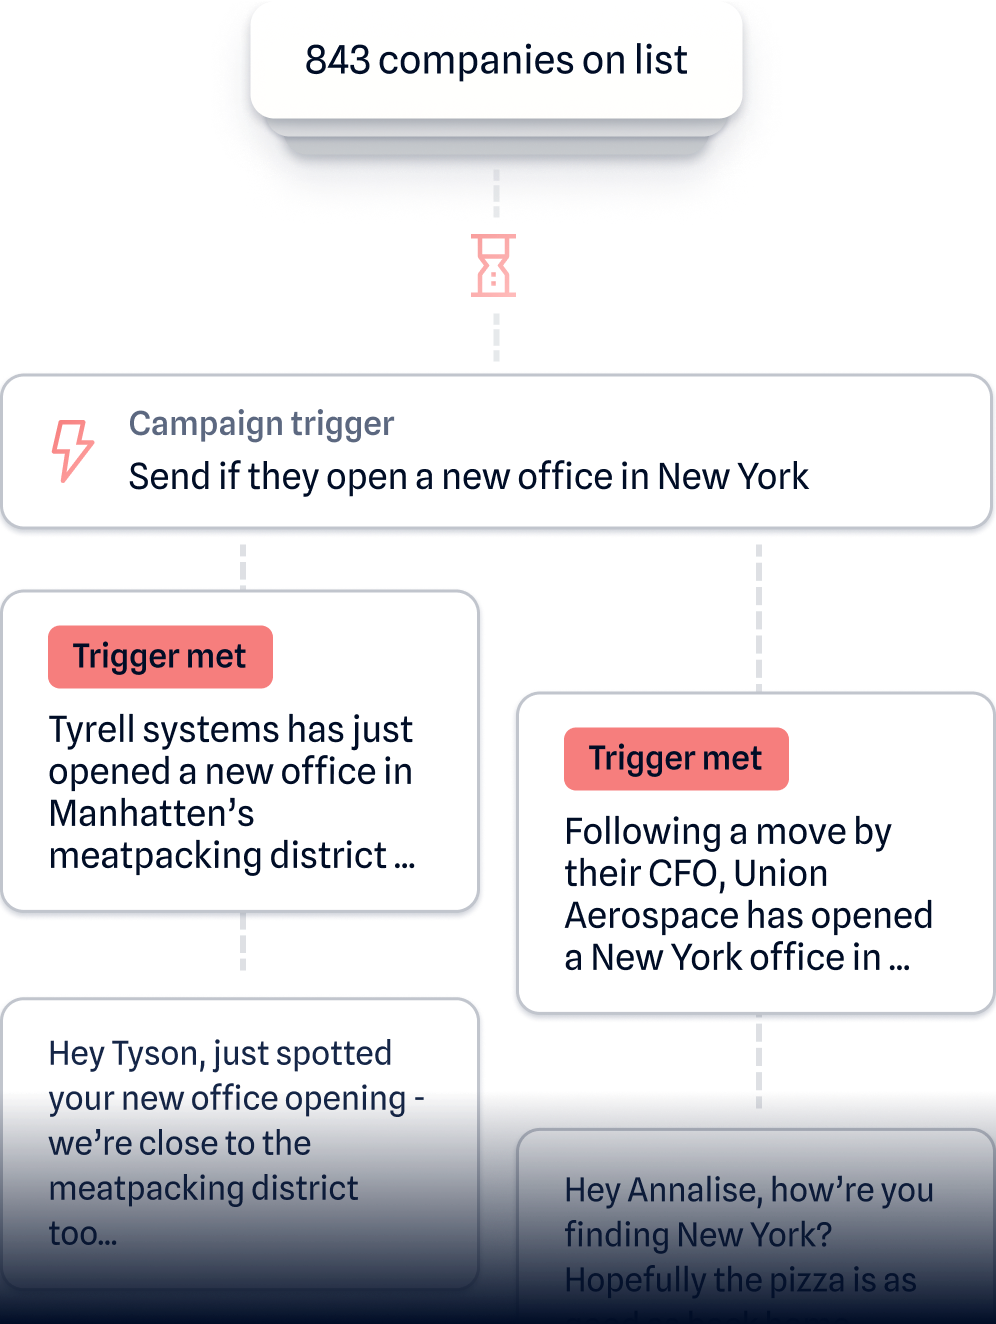 843 companies on list
Campaign trigger
Send if they open a new office in New York
Trigger met
Tyrell systems has just
opened a new office in
Manhatten’s
meatpacking district ...
Trigger met
Following a move by
their CFO, Union
Aerospace has opened
a New York office in ...
Hey Tyson, just spotted
your new office opening -
we’re close to the
meatpacking district
too...
Hey Annalise, how’re you
finding New York?
Hopefully the pizza is as